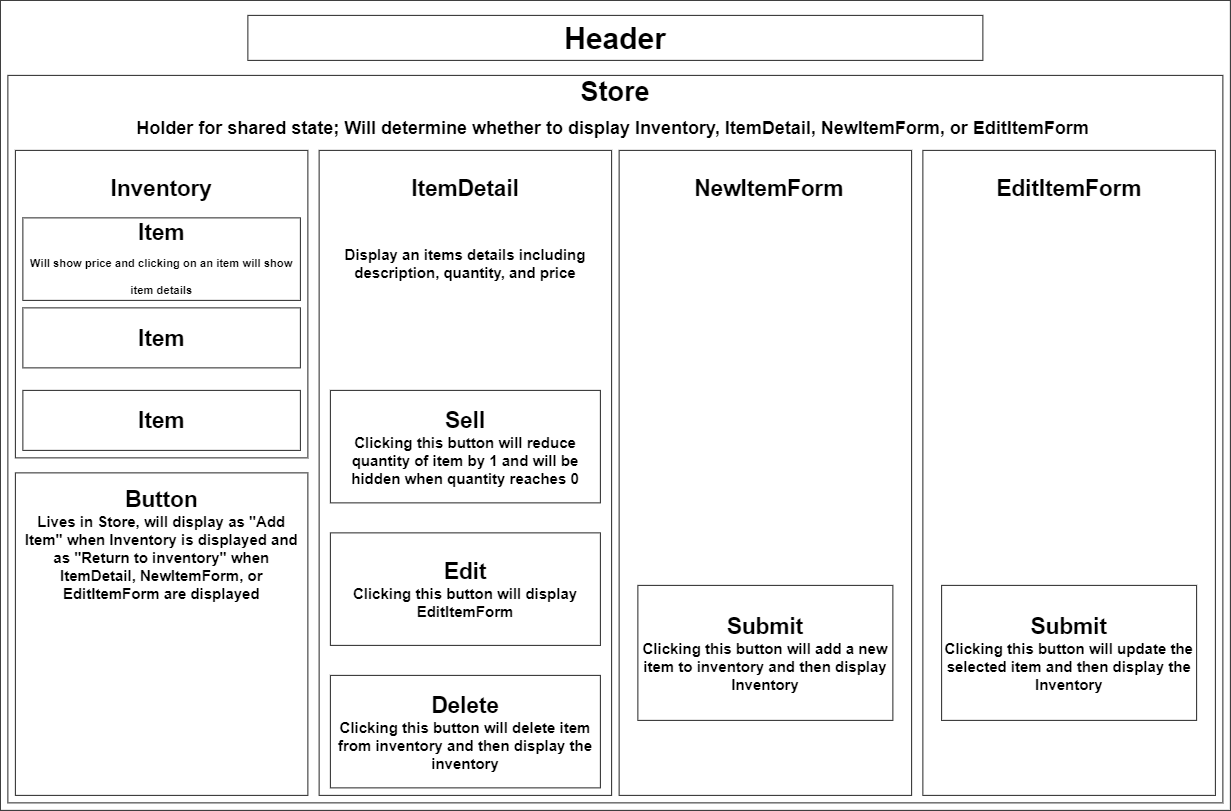 Header
Store
Holder for shared state; Will determine whether to display Inventory, ItemDetail, NewItemForm, or EditItemForm
Inventory
Item
Will show price and clicking on an item will show
item details
Item
Item
Button
Lives in Store, will display as "Add
Item" when Inventory is displayed and
as "Return to inventory" when
ItemDetail, NewItemForm, or
EditItemForm are displayed
ItemDetail
Display an items details including
description, quantity, and price
Sell
Clicking this button will reduce
quantity of item by 1 and will be
hidden when quantity reaches 0
Edit
Clicking this button will display
EditItemForm
Delete
Clicking this button will delete item
from inventory and then display the
inventory
NewItemForm
Submit
Clicking this button will add a new
item to inventory and then display
Inventory
EditItemForm
Submit
Clicking this button will update the
selected item and then display the
Inventory